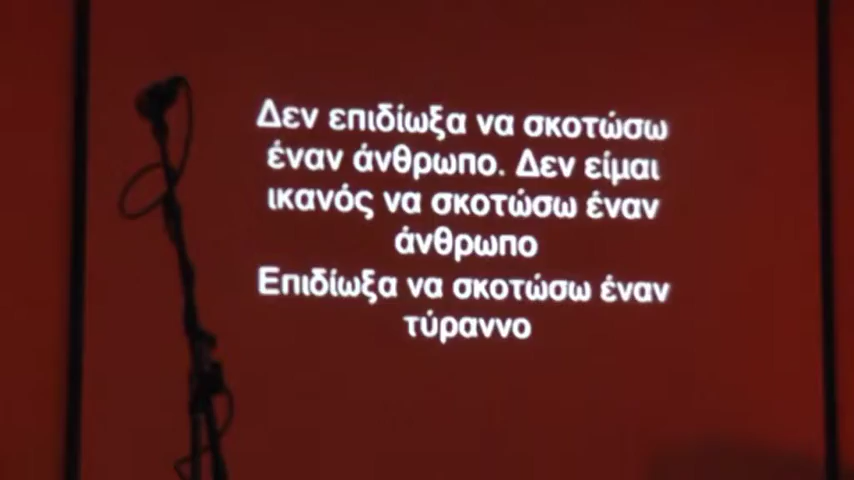 Δεν επιδίωξα να σκοτώσω
έναν άνθρωπο. Δεν είμαι
ικανός να σκοτώσω έναν
άνθρωπο
Επιδίωξα να σκοτώσω έναν
τύραννο